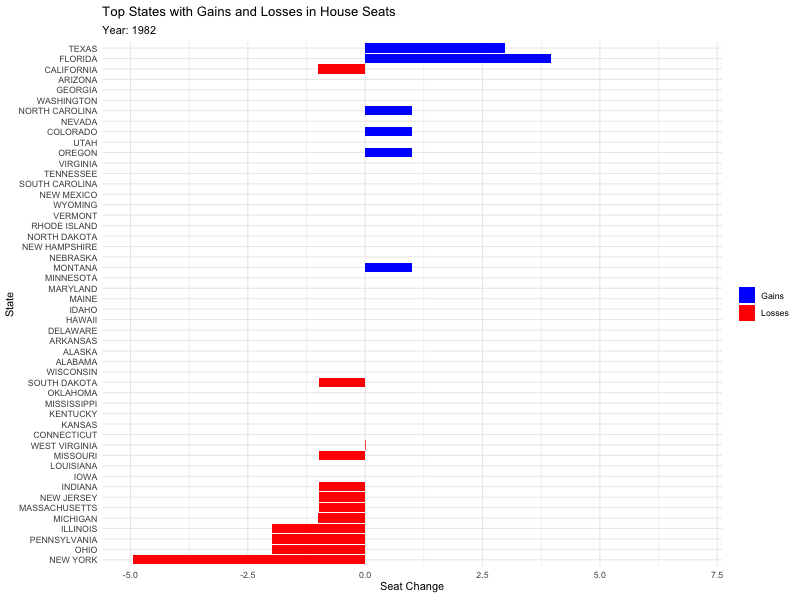 Top States with Gains and Losses in House Seats
Year: 1982
TEXAS
FLORIDA
CALIFORNIA
ARIZONA
GEORGIA
WASHINGTON
NORTH CAROLINA
NEVADA
COLORADO
UTAH
OREGON
VIRGINIA
TENNESSEE
SOUTH CAROLINA
NEW MEXICO
WYOMING
VERMONT
RHODE ISLAND
NORTH DAKOTA
NEW HAMPSHIRE
NEBRASKA
MONTANA
MINNESOTA
MARYLAND
MAINE
IDAHO
HAWAII
DELAWARE
ARKANSAS
ALASKA
ALABAMA
WISCONSIN
SOUTH DAKOTA
OKLAHOMA
MISSISSIPPI
KENTUCKY
KANSAS
CONNECTICUT
WEST VIRGINIA
MISSOURI
LOUISIANA
IOWA
INDIANA
NEW JERSEY
MASSACHUSETTS
MICHIGAN
ILLINOIS
PENNSYLVANIA
OHIO
NEW YORK
State
-5.0 -2.5 0.0 2.5 5.0 7.5
Seat Change
Gains
Losses